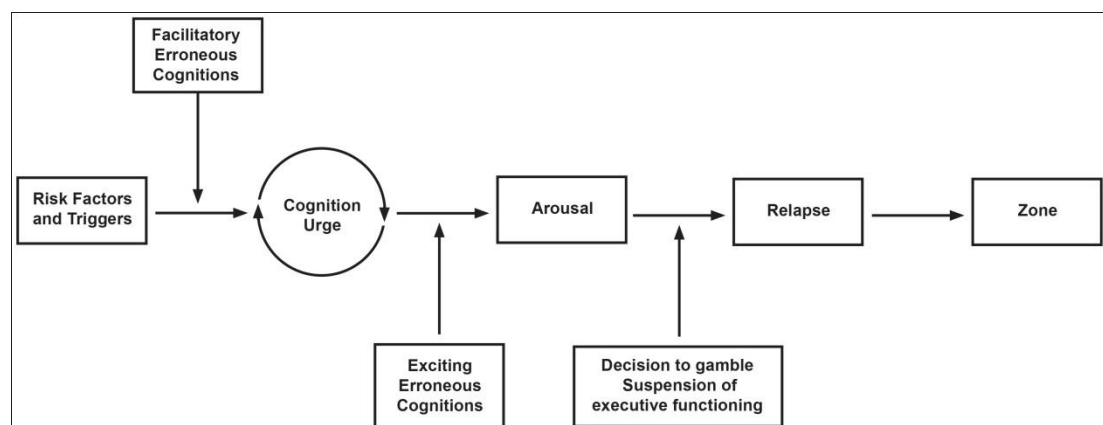 Facilitatory
Erroneous
Cognitions
Risk Factors
and Triggers
Cognition
Urge
Arousal
Relapse
Zone
Exciting
Erroneous
Cognitions
Decision to gamble
Suspension of
executive functioning